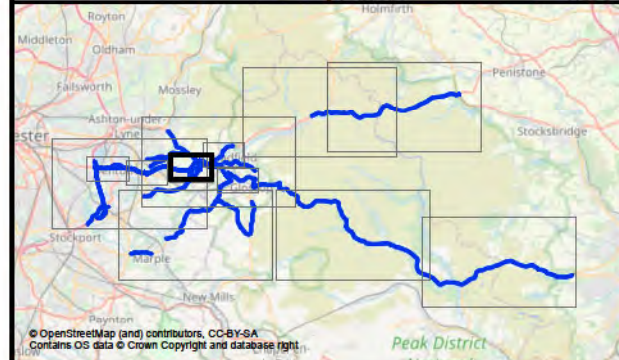 Royton
Holmfirth
Middleton
Oldham
Penistone
Failsworth
Mossley
Ashton-under-
Lyne
Stocksbridge
Stockport
Marple
New Mills
Poynton
Peak District
© OpenStreetMap (and) contributors, CC-BY-SA
Contains OS data © Crown Copyright and database right